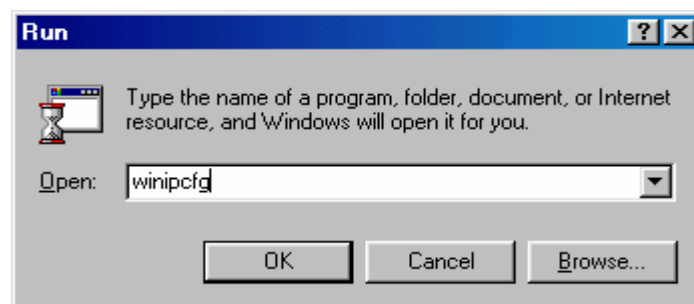 Run
Type the name of a program, folder, document, or Internet
resource, and Windows will open it for you.
Open: winipcfg
OK Cancel Browse...